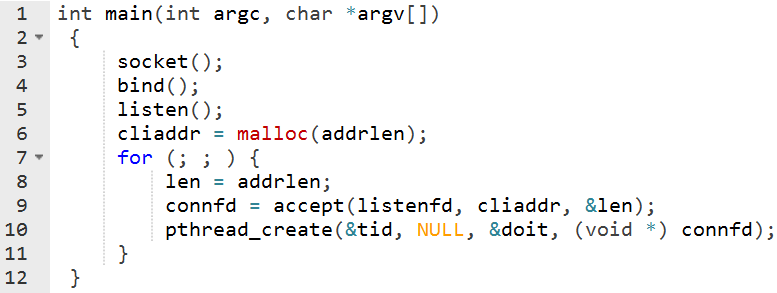 1 int main(int argc, char *argv[])
2 {
3 socket();
4 bind();
5 listen();
6 cliaddr = malloc(addrlen);
7 for (; ; ) {
8 len = addrlen;
9 connfd = accept(listenfd, cliaddr, &len);
10 pthread_create(&tid, NULL, &doit, (void *) connfd);
11 }
12 }